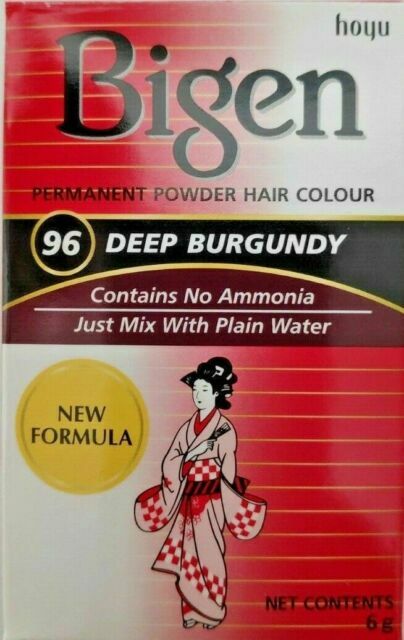 hoyu
Bigen
PERMANENT POWDER HAIR COLOUR
96 DEEP BURGUNDY
Contains No Ammonia
Just Mix With Plain Water
NEW
FORMULA
NET CONTENTS
6 g